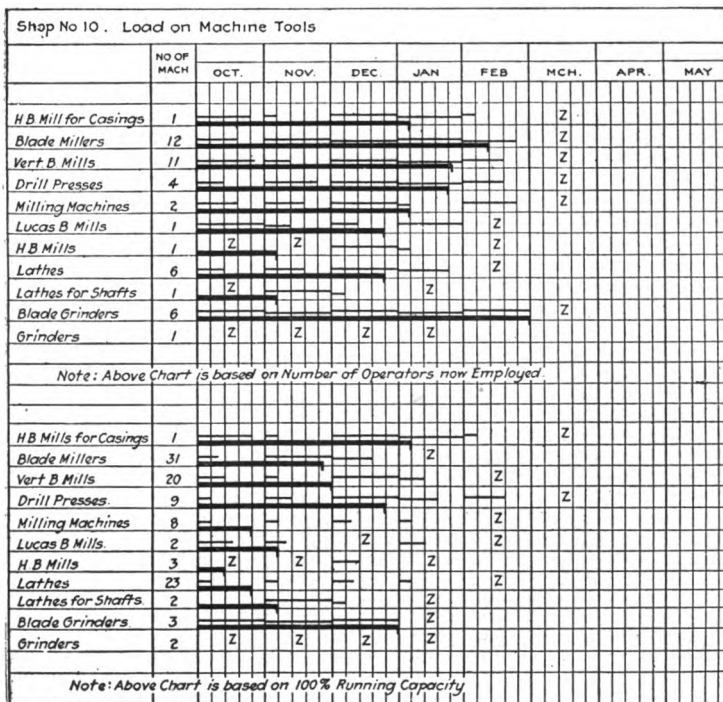 Shop No 10. Load on Machine Tools
NO OF MACH OCT. NOV. DEC. JAN FEB MCH. APR. MAY
H B Mill for Casings 1 Z
Blade Millers 12 Z
Vert B Mills 11 Z
Drill Presses 4 Z
Milling Machines 2 Z
Lucas B Mills 1 Z
H B Mills 1 Z Z Z
Lathes 6 Z
Lathes for Shafts 1 Z Z
Blade Grinders 6 Z
Grinders 1 Z Z Z Z
Note: Above Chart is based on Number of Operators now Employed.
H B Mills for Casings 1 Z
Blade Millers 31 Z
Vert B Mills 20 Z
Drill Presses. 9 Z
Milling Machines 8 Z
Lucas B Mills. 2 Z Z
H B Mills 3 Z Z Z
Lathes 23 Z
Lathes for Shafts. 2 Z
Blade Grinders. 3 Z
Grinders 2 Z Z Z Z
Note: Above Chart is based on 100% Running Capacity